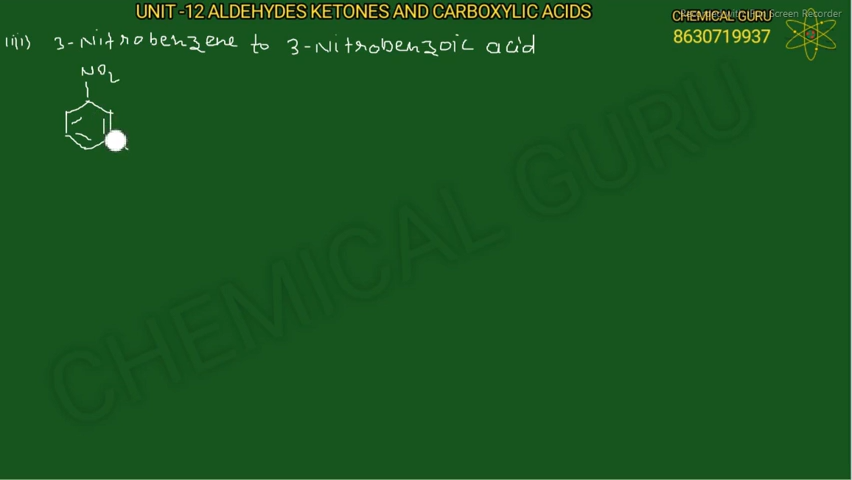 UNIT -12 ALDEHYDES KETONES AND CARBOXYLIC ACIDS
CHEMICAL GURU
8630719937
iii) 3-Nitrobenzene to 3-Nitrobenzoic acid
NO2
CHEMICAL GURU